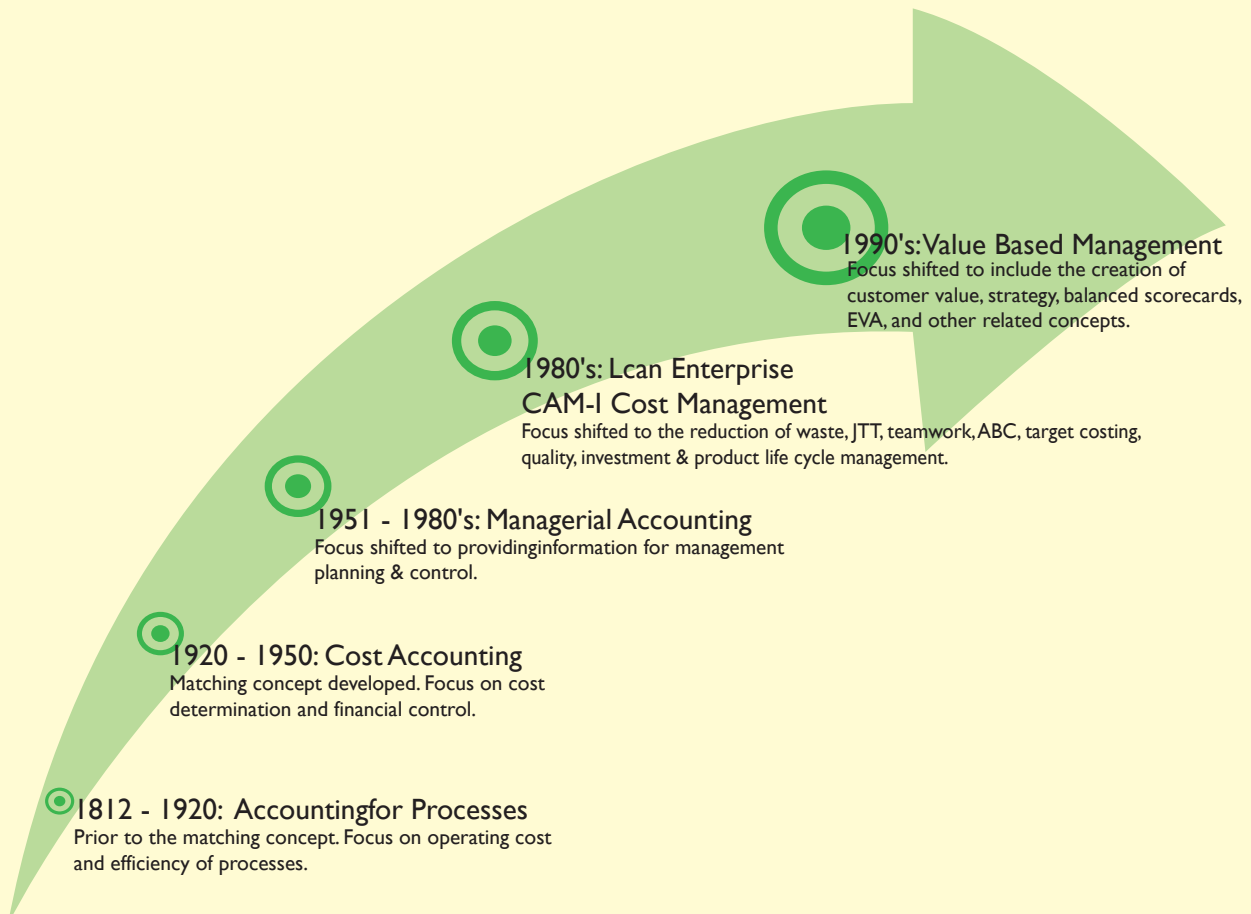 1990's: Value Based Management
Focus shifted to include the creation of
customer value, strategy, balanced scorecards,
EVA, and other related concepts.
1980's: Lcan Enterprise
CAM-I Cost Management
Focus shifted to the reduction of waste, JTT, teamwork, ABC, target costing,
quality, investment & product life cycle management.
1951 - 1980's: Managerial Accounting
Focus shifted to providinginformation for management
planning & control.
1920 - 1950: Cost Accounting
Matching concept developed. Focus on cost
determination and financial control.
1812 - 1920: Accountingfor Processes
Prior to the matching concept. Focus on operating cost
and efficiency of processes.